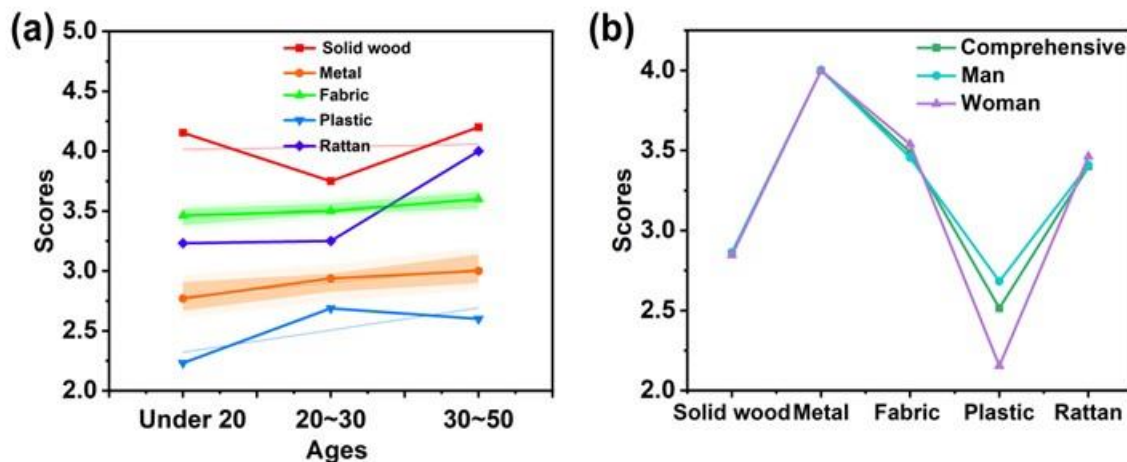 (a)
5.0
4.5
4.0
3.5
3.0
2.5
2.0
Scores
Solid wood
Metal
Fabric
Plastic
Rattan
Under 20
20~30
30~50
Ages
(b)
4.0
3.5
3.0
2.5
2.0
Scores
Comprehensive
Man
Woman
Solid wood
Metal
Fabric
Plastic
Rattan